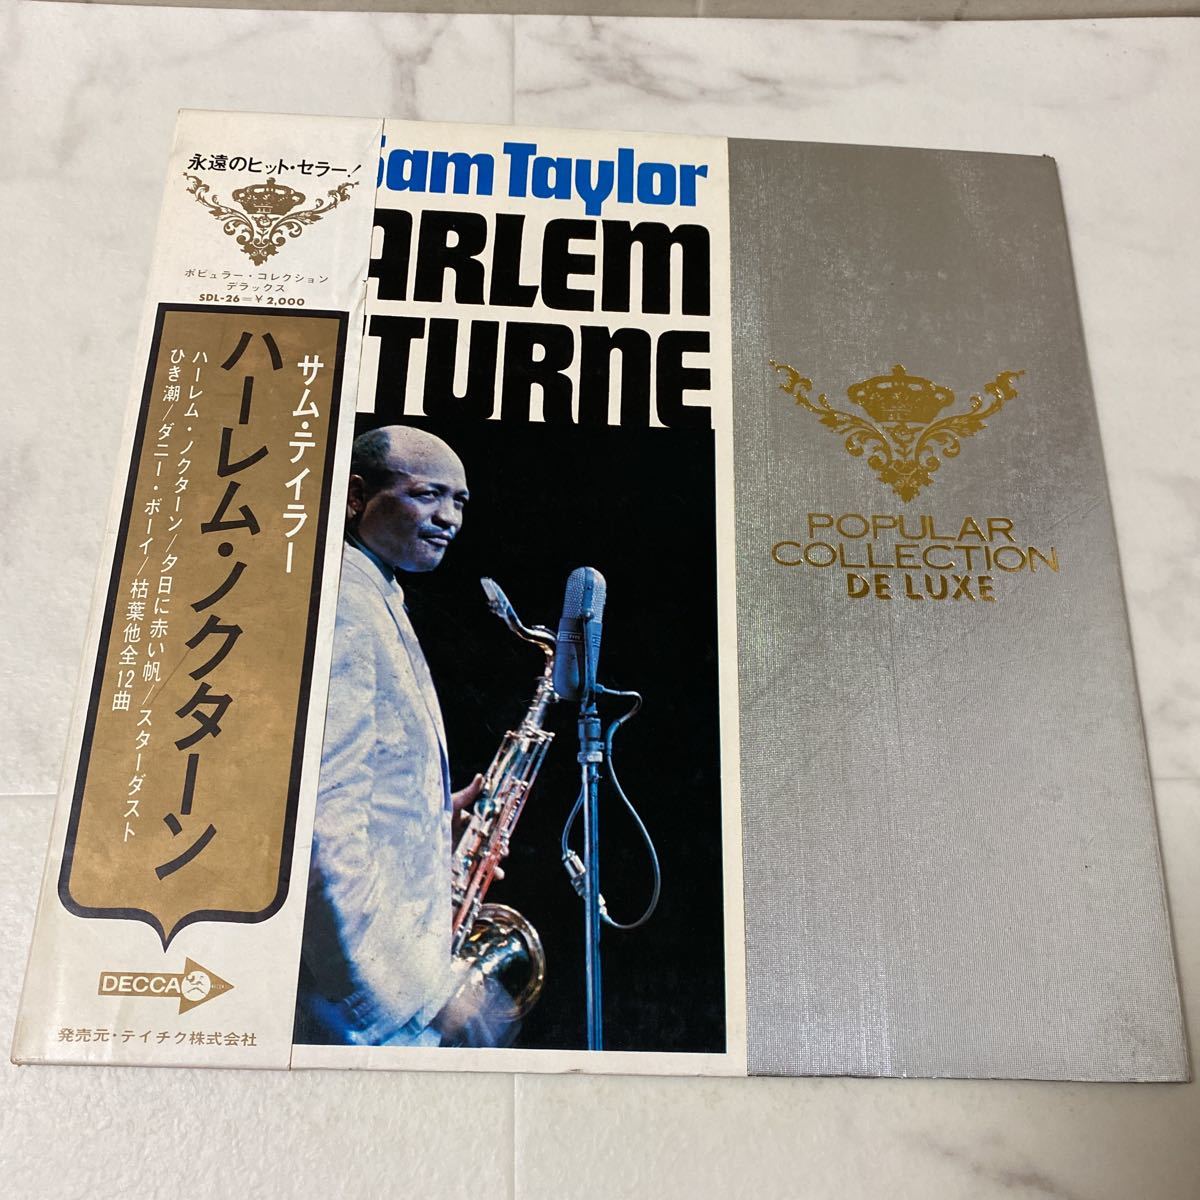 永遠のヒット・セラー!
ポピュラー・コレクション
デラックス
SDL-26=¥2,000
サム・テイラー
ハーレム・ノクターン
ハーレム・ノクターン/夕日に赤い帆/スターダスト
ひき潮/ダニー・ボーイ/枯葉他全12曲
DECCA
発売元・テイチク株式会社
Sam Taylor
ARLEM
TURNE
POPULAR
COLLECTION
DE LUXE